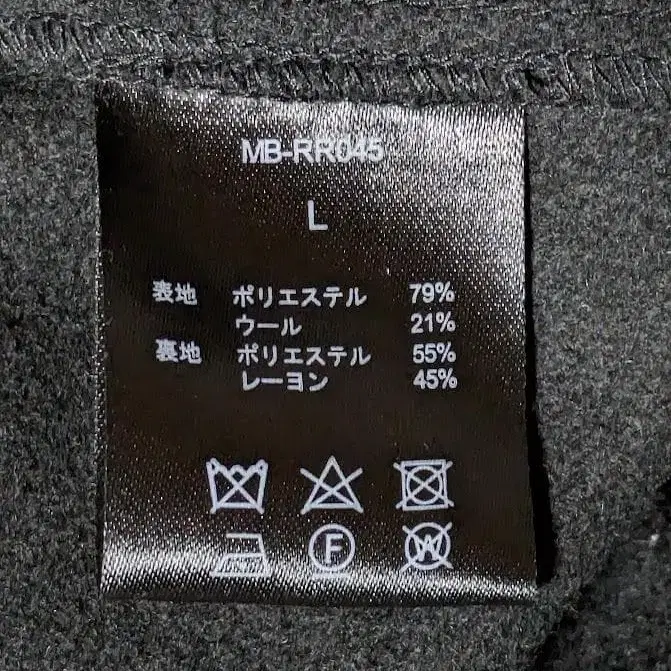 MB-RR045
L
表地 ポリエステル 79%
ウール 21%
裏地 ポリエステル 55%
レーヨン 45%
F
W